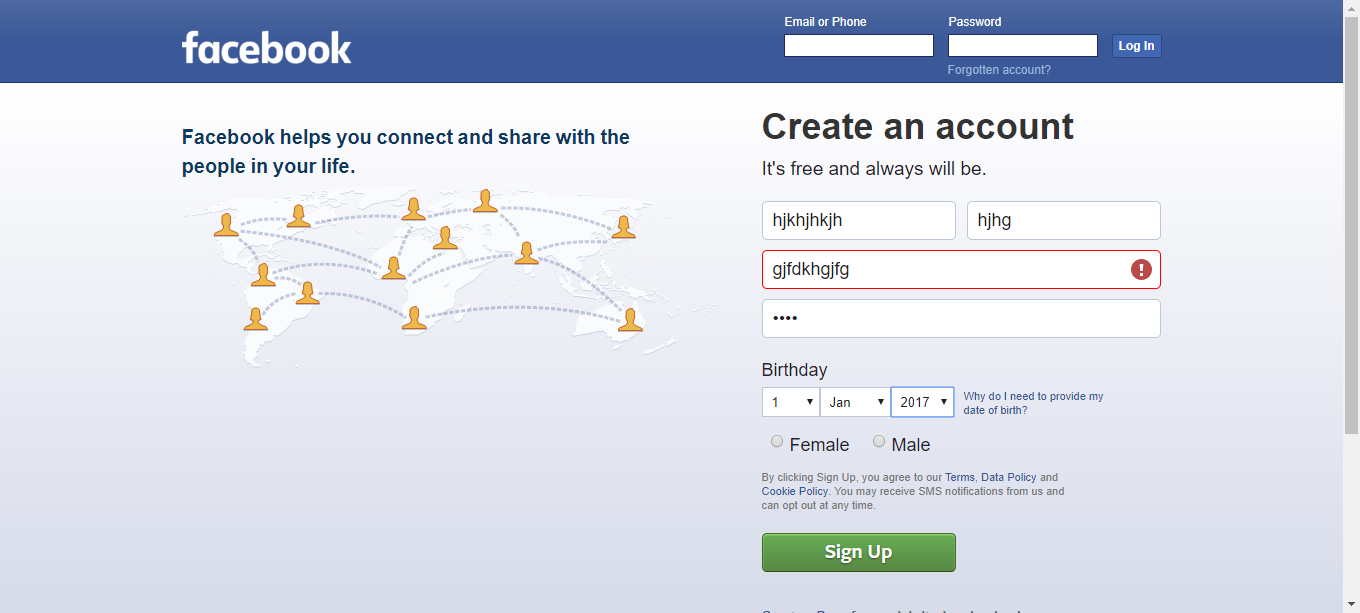 facebook
Email or Phone
Password
Log In
Forgotten account?
Facebook helps you connect and share with the
people in your life.
Create an account
It's free and always will be.
hjkhjhkjh
hjhg
gjfdkhgjfg
••••
Birthday
1
Jan
2017
Why do I need to provide my
date of birth?
Female
Male
By clicking Sign Up, you agree to our Terms, Data Policy and
Cookie Policy. You may receive SMS notifications from us and
can opt out at any time.
Sign Up